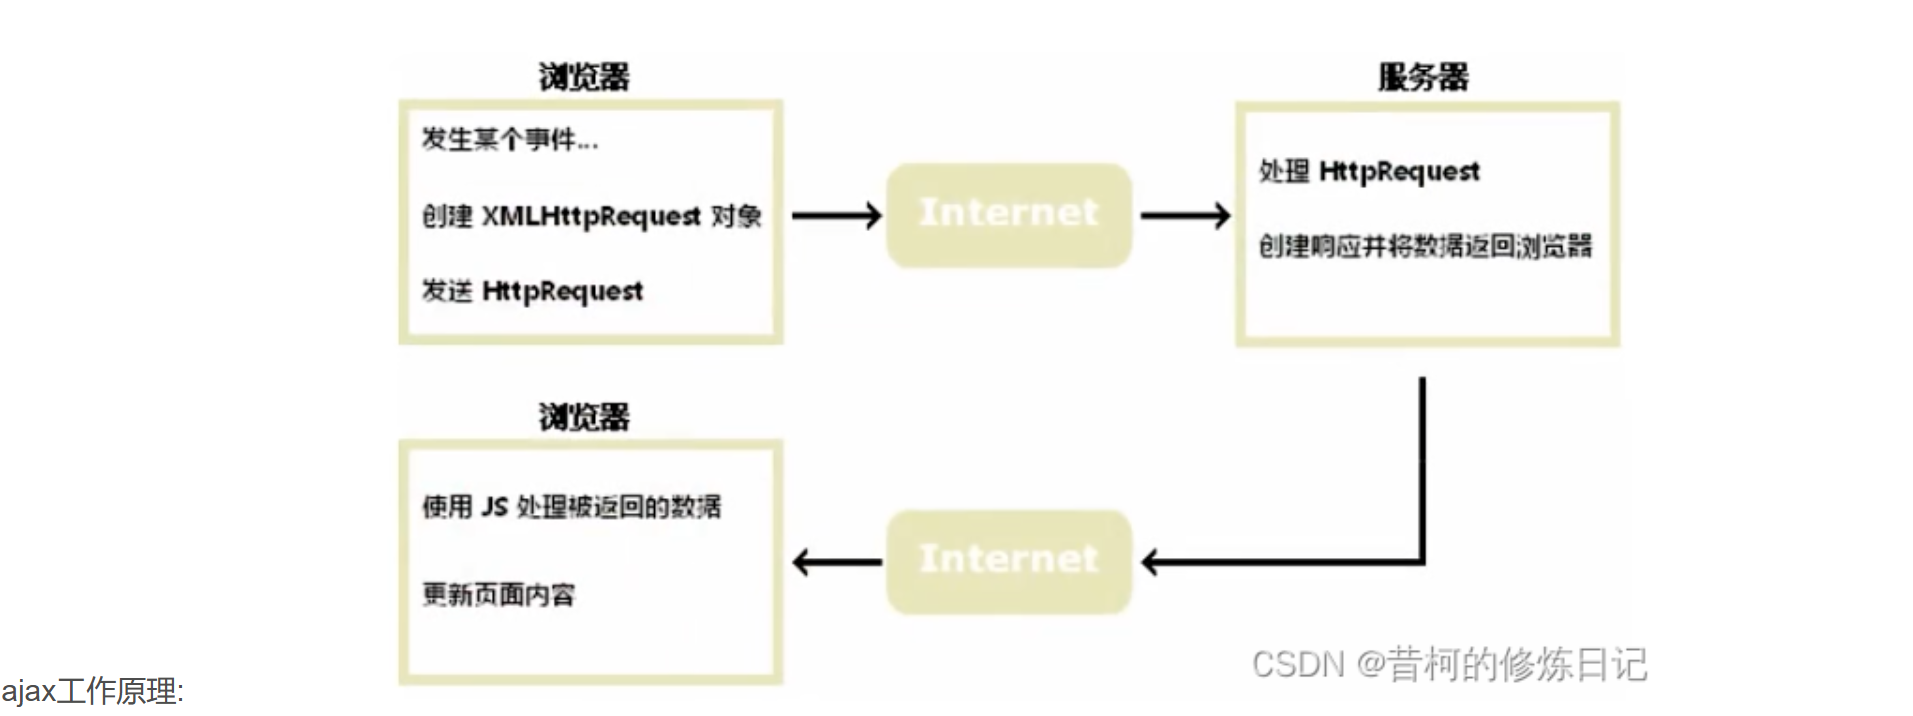 浏览器
发生某个事件...
创建 XMLHttpRequest 对象
发送 HttpRequest
Internet
服务器
处理 HttpRequest
创建响应并将数据返回浏览器
浏览器
使用 JS 处理被返回的数据
更新页面内容
Internet
CSDN @昔柯的修炼日记
ajax工作原理: